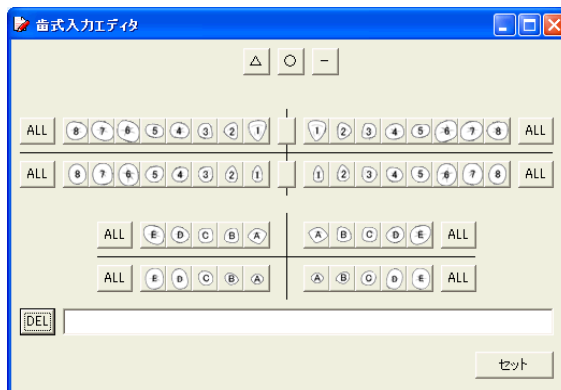 歯式入力エディタ
△ ○ −
ALL 8 7 6 5 4 3 2 1 1 2 3 4 5 6 7 8 ALL
ALL 8 7 6 5 4 3 2 1 1 2 3 4 5 6 7 8 ALL
ALL E D C B A A B C D E ALL
ALL E D C B A A B C D E ALL
DEL
セット